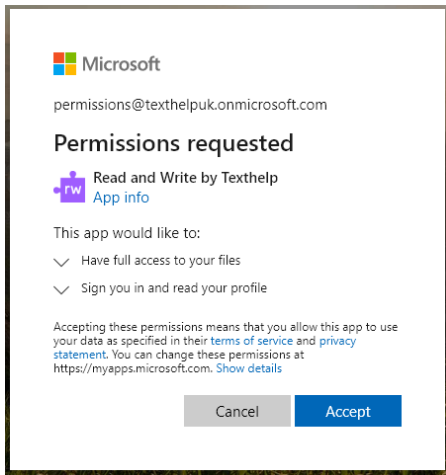 Microsoft
permissions@texthelpuk.onmicrosoft.com
Permissions requested
rw
Read and Write by Texthelp
App info
This app would like to:
Have full access to your files
Sign you in and read your profile
Accepting these permissions means that you allow this app to use
your data as specified in their terms of service and privacy
statement. You can change these permissions at
https://myapps.microsoft.com. Show details
Cancel Accept